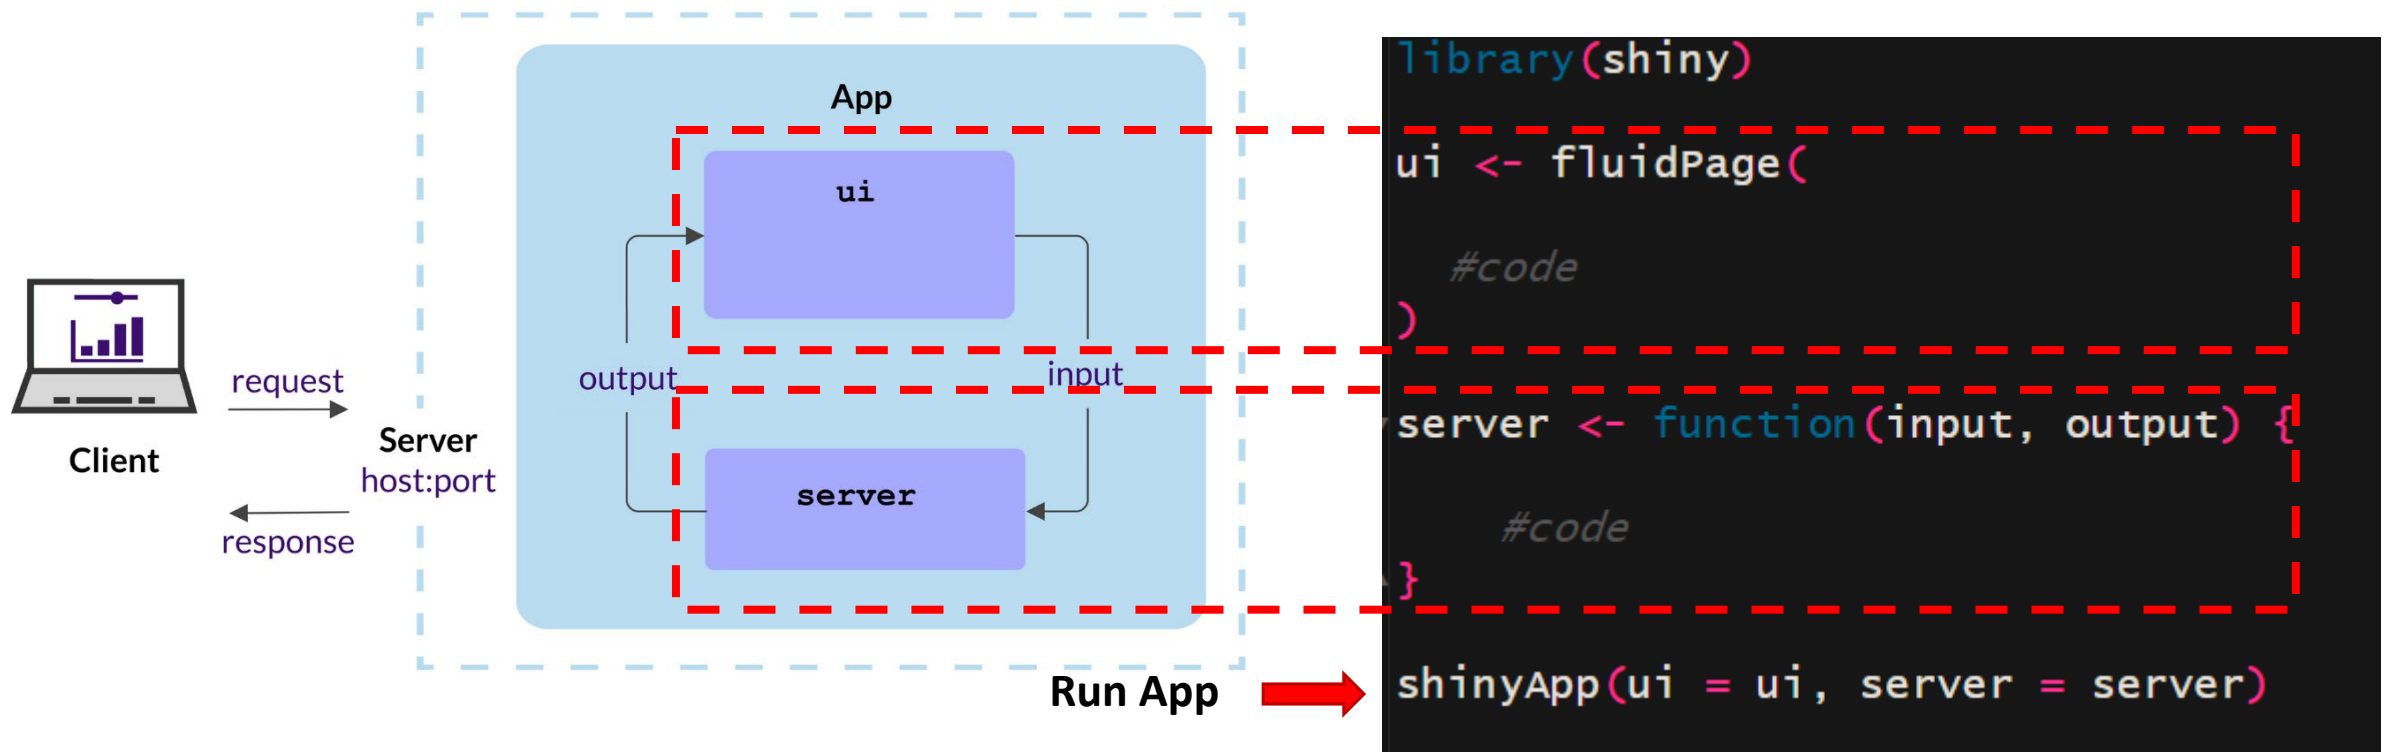 App
ui
output
input
server
request
Server
host:port
response
Client
Run App
library(shiny)
ui <- fluidPage(
#code
)
server <- function(input, output) {
#code
}
shinyApp(ui = ui, server = server)